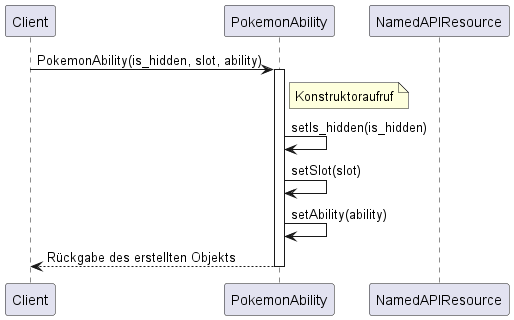 Client
PokemonAbility
NamedAPIResource
PokemonAbility(is_hidden, slot, ability)
Konstruktoraufruf
setIs_hidden(is_hidden)
setSlot(slot)
setAbility(ability)
Rückgabe des erstellten Objekts
Client
PokemonAbility
NamedAPIResource